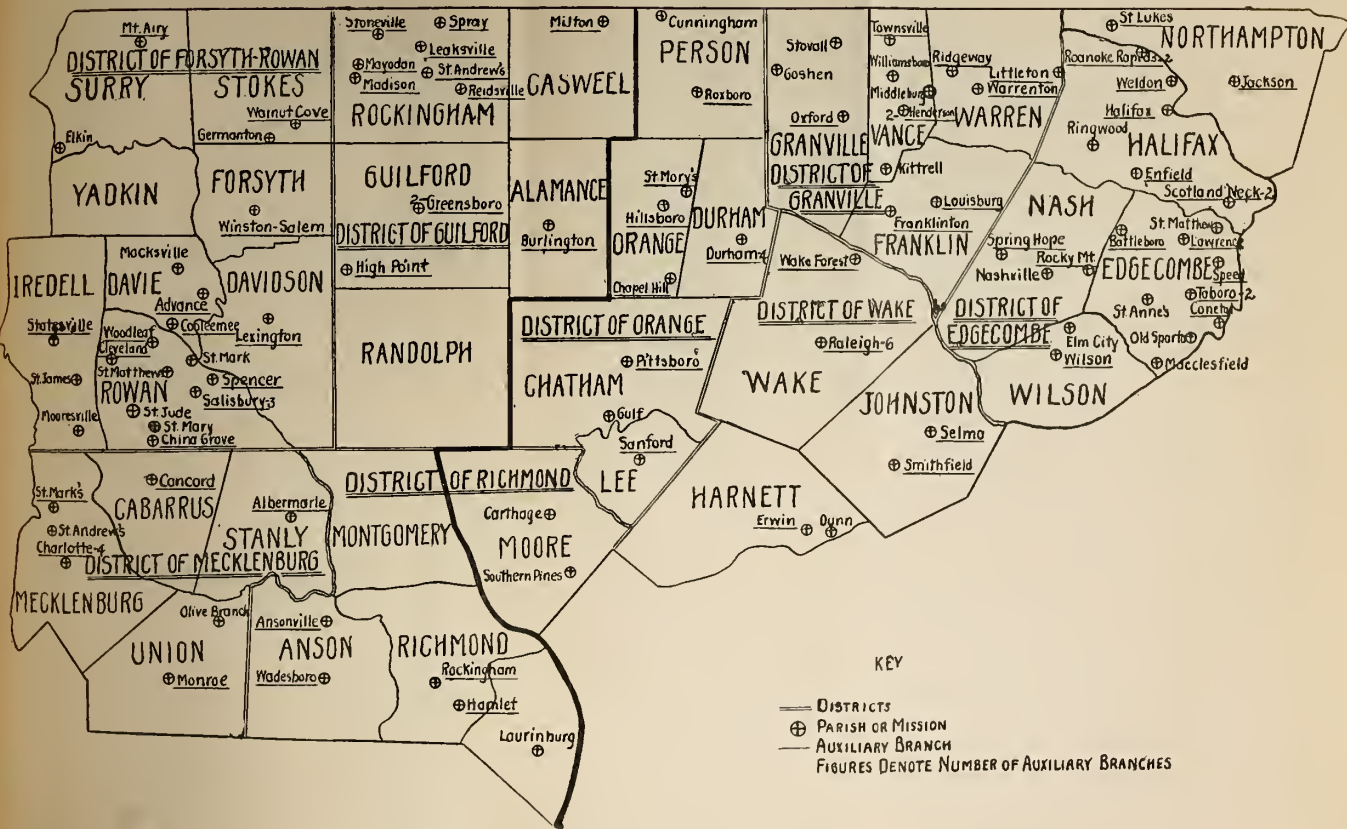 Mt. Airy
DISTRICT OF FORSYTH-ROWAN
SURRY
STOKES
Walnut Cove
Elkin
Germanton
Stoneville
Spray
Leaksville
Mayodan
St. Andrew's
Madison
Reidsville
ROCKINGHAM
Milton
CASWELL
Cunningham
PERSON
Roxboro
Stovall
Goshen
Oxford
GRANVILLE
DISTRICT OF
GRANVILLE
Townsville
Williamsboro
Middleburg
2-Henderson
VANCE
Kittrell
Ridgeway
Littleton
Warrenton
WARREN
St Lukes
NORTHAMPTON
Roanoke Rapids-2
Weldon
Jackson
Halifax
Ringwood
HALIFAX
Enfield
Scotland Neck-2
YADKIN
FORSYTH
Winston-Salem
GUILFORD
2-Greensboro
DISTRICT OF GUILFORD
High Point
ALAMANCE
Burlington
St Mary's
Hillsboro
ORANGE
Chapel Hill
DURHAM
Durham-4
Louisburg
Franklinton
FRANKLIN
Wake Forest
NASH
Spring Hope
Rocky Mt.
Nashville
Battleboro
St. Matthew
Lawrence
EDGECOMBE
Speed
Tarboro-2
St. Anne's
Conetoe
Old Sparta
Macclesfield
DISTRICT OF
EDGECOMBE
Elm City
Wilson
WILSON
IREDELL
Statesville
St. James
Mooresville
Mocksville
DAVIE
Advance
Cooleemee
DAVIDSON
Lexington
Woodleaf
Cleveland
St. Mark
St. Matthew
Spencer
ROWAN
Salisbury-3
St. Jude
St. Mary
China Grove
RANDOLPH
DISTRICT OF ORANGE
Pittsboro
CHATHAM
Gulf
Sanford
LEE
DISTRICT OF WAKE
Raleigh-6
WAKE
JOHNSTON
Selma
Smithfield
HARNETT
Erwin
Dunn
St. Mark's
St. Andrew's
Charlotte-4
MECKLENBURG
Concord
CABARRUS
Albermarle
STANLY
DISTRICT OF MECKLENBURG
DISTRICT OF RICHMOND
MONTGOMERY
Carthage
MOORE
Southern Pines
Olive Branch
UNION
Monroe
Ansonville
ANSON
Wadesboro
RICHMOND
Rockingham
Hamlet
Laurinburg
KEY
DISTRICTS
PARISH OR MISSION
AUXILIARY BRANCH
FIGURES DENOTE NUMBER OF AUXILIARY BRANCHES